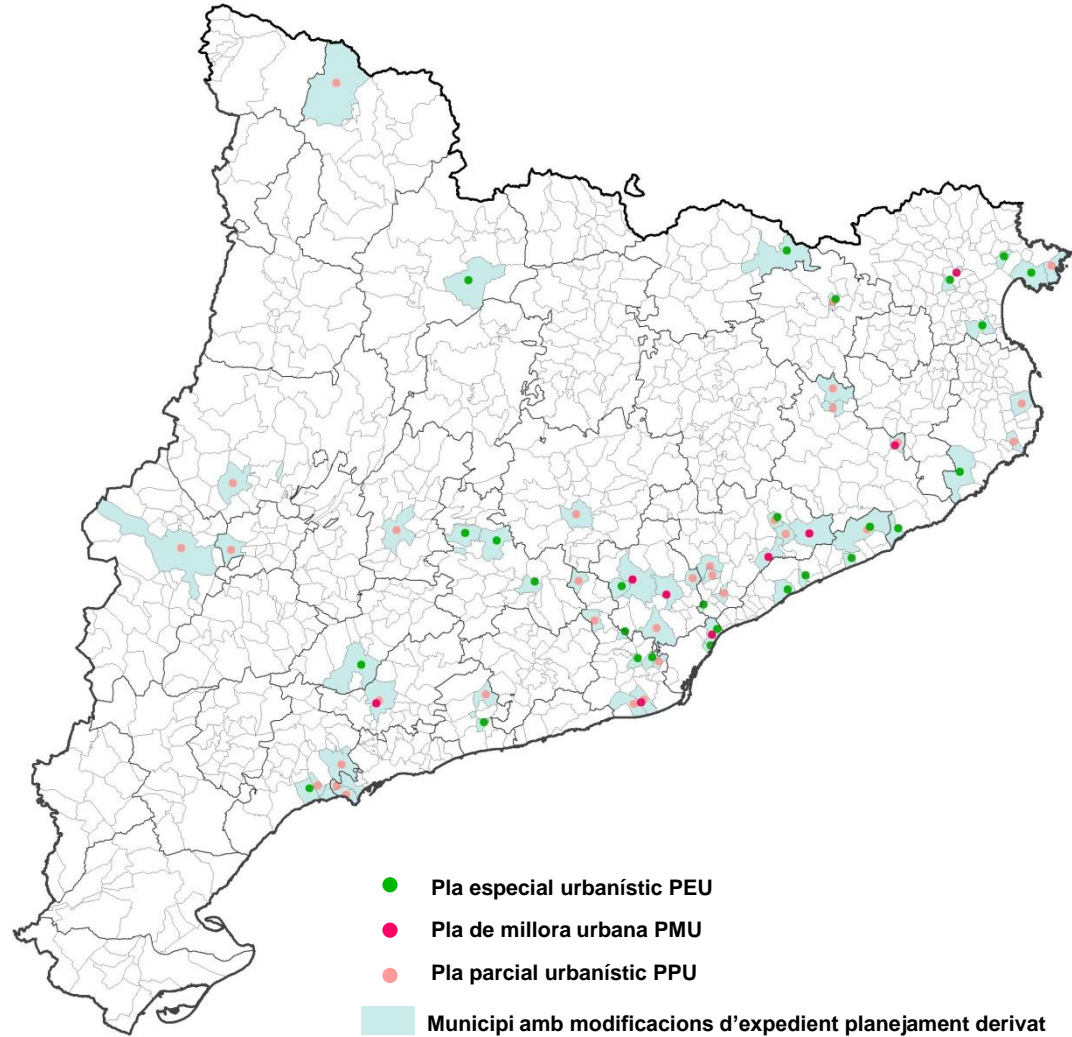 Pla especial urbanístic PEU
Pla de millora urbana PMU
Pla parcial urbanístic PPU
Municipi amb modificacions d’expedient planejament derivat